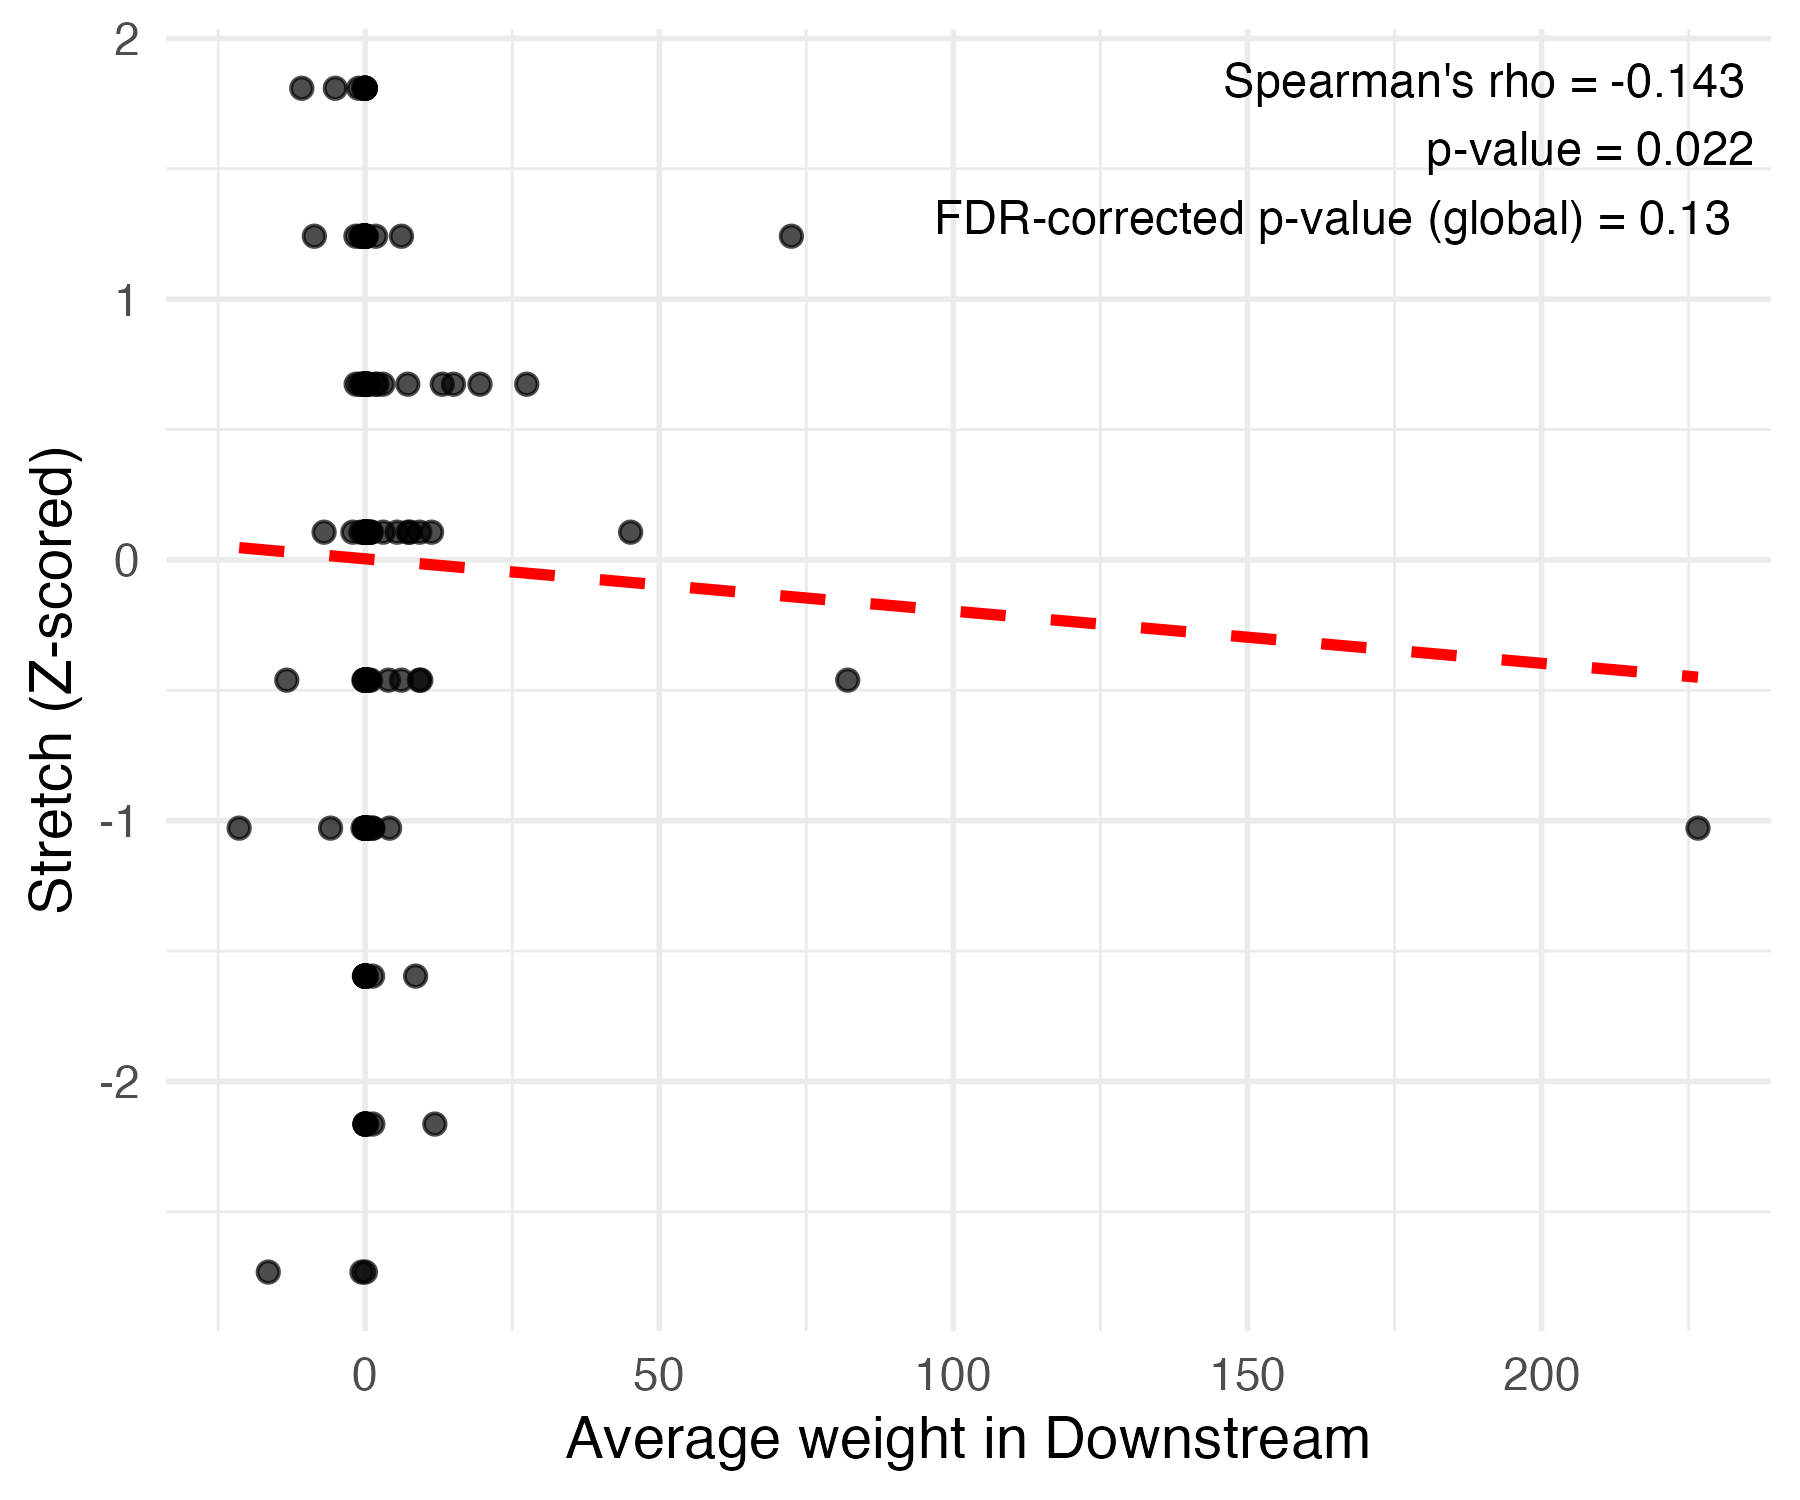 Spearman's rho = -0.143
p-value = 0.022
FDR-corrected p-value (global) = 0.13
2
1
0
-1
-2
Stretch (Z-scored)
0
50
100
150
200
Average weight in Downstream